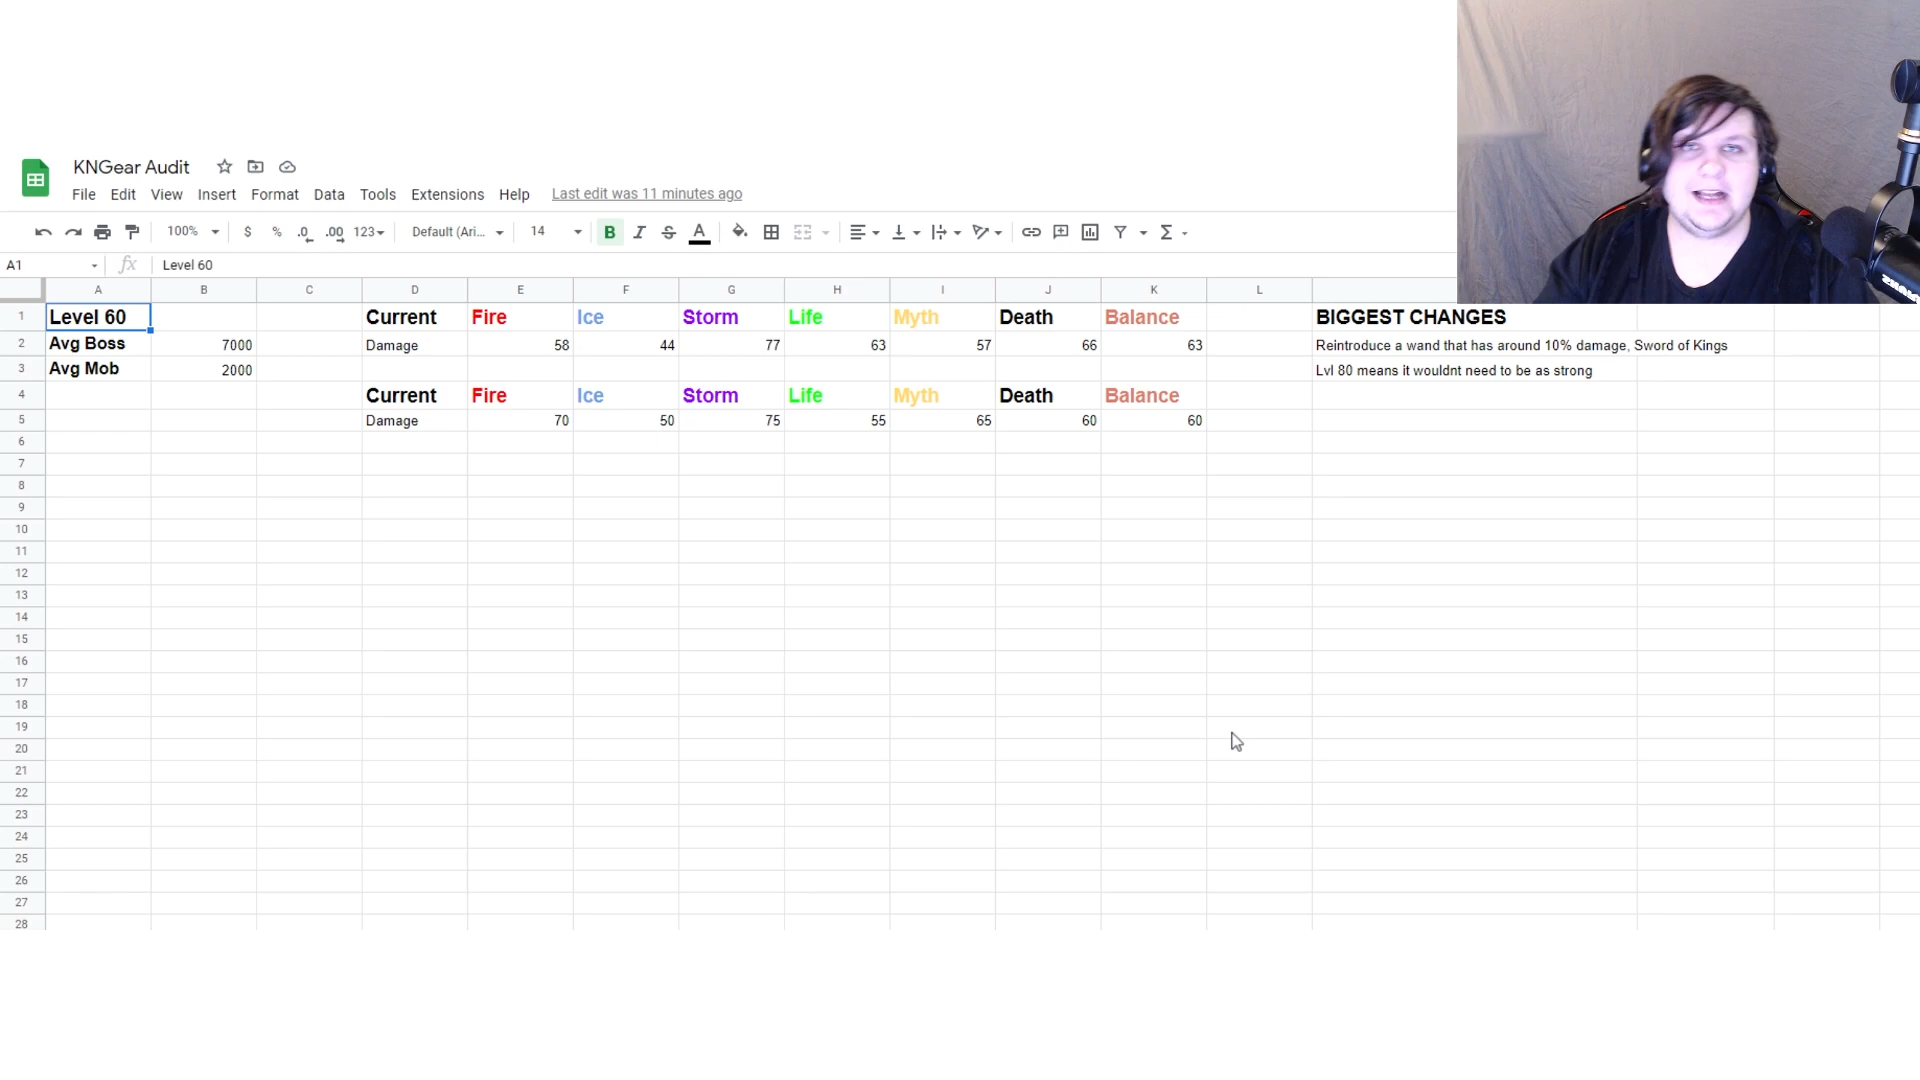 KNGear Audit
File Edit View Insert Format Data Tools Extensions Help Last edit was 11 minutes ago
100% $ % .0 .00 123 Default (Ari... 14 B I S A Σ
A1 fx Level 60
A B C D E F G H I J K L
1 Level 60 Current Fire Ice Storm Life Myth Death Balance BIGGEST CHANGES
2 Avg Boss 7000 Damage 58 44 77 63 57 66 63 Reintroduce a wand that has around 10% damage, Sword of Kings
3 Avg Mob 2000 Lvl 80 means it wouldnt need to be as strong
4 Current Fire Ice Storm Life Myth Death Balance
5 Damage 70 50 75 55 65 60 60
6
7
8
9
10
11
12
13
14
15
16
17
18
19
20
21
22
23
24
25
26
27
28